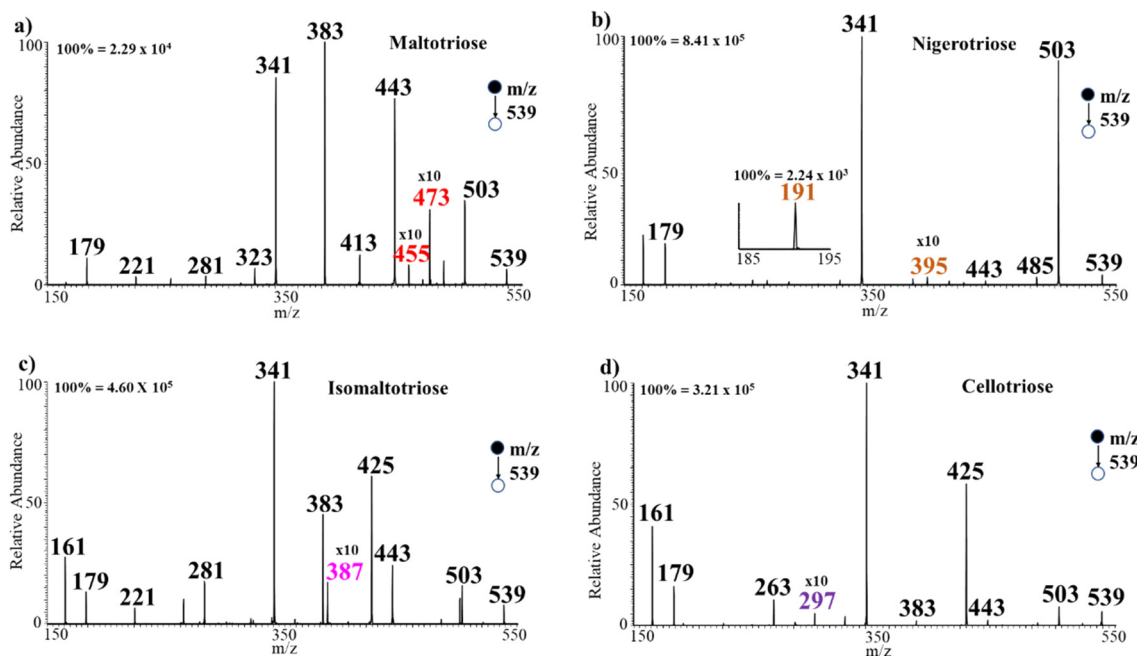 a)
100% = 2.29 x 10⁴
Maltotriose
m/z
539
100
50
0
Relative Abundance
179
221
281
323
341
383
413
443
x10
455
x10
473
503
539
150
350
550
m/z
b)
100% = 8.41 x 10⁵
Nigerotriose
m/z
539
100
50
0
Relative Abundance
179
100% = 2.24 x 10³
191
185
195
341
x10
395
443
485
503
539
150
350
550
m/z
c)
100% = 4.60 X 10⁵
Isomaltotriose
m/z
539
100
50
0
Relative Abundance
161
179
221
281
341
383
x10
387
425
443
503
539
150
350
550
m/z
d)
100% = 3.21 x 10⁵
Cellotriose
m/z
539
100
50
0
Relative Abundance
161
179
263
x10
297
341
383
425
443
503
539
150
350
550
m/z